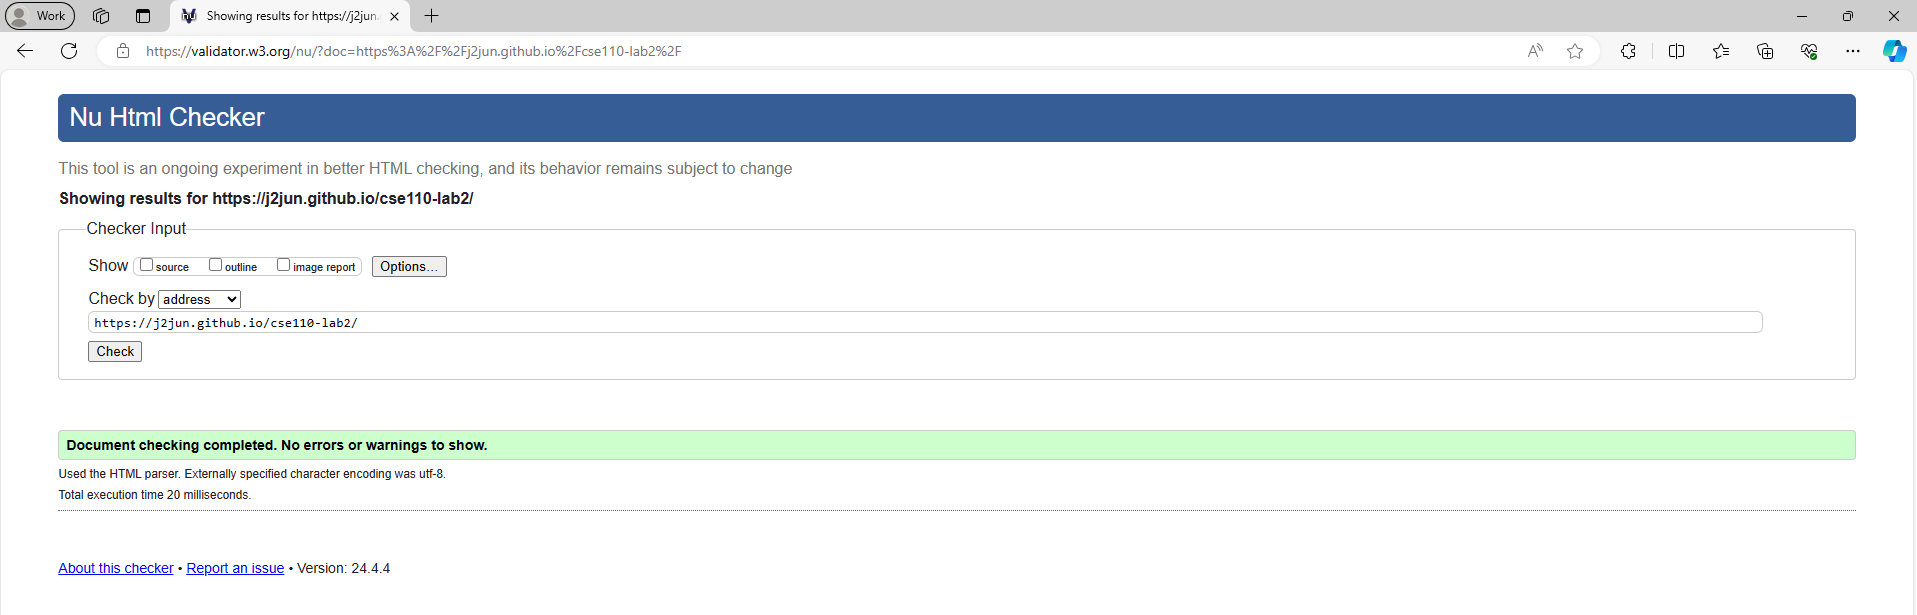 Work
Showing results for https://j2jun.
https://validator.w3.org/nu/?doc=https%3A%2F%2Fj2jun.github.io%2Fcse110-lab2%2F
Nu Html Checker
This tool is an ongoing experiment in better HTML checking, and its behavior remains subject to change
Showing results for https://j2jun.github.io/cse110-lab2/
Checker Input
Show source outline image report Options...
Check by address
https://j2jun.github.io/cse110-lab2/
Check
Document checking completed. No errors or warnings to show.
Used the HTML parser. Externally specified character encoding was utf-8.
Total execution time 20 milliseconds.
About this checker • Report an issue • Version: 24.4.4